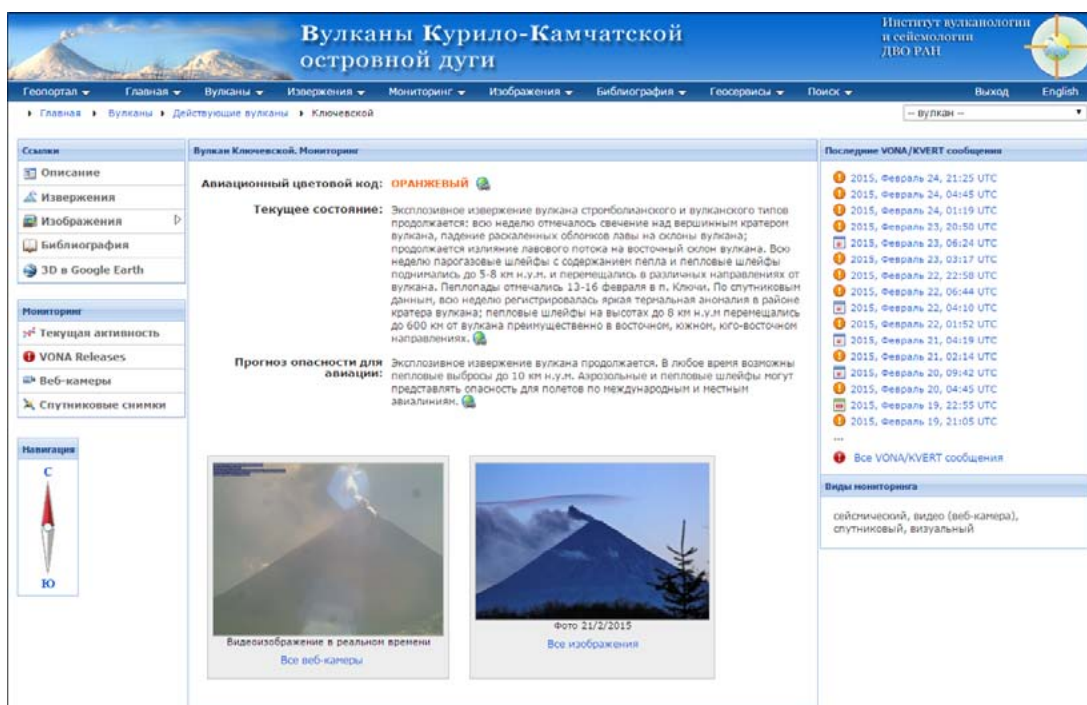 Вулканы Курило-Камчатской
островной дуги
Институт вулканологии
и сейсмологии
ДВО РАН
Геопортал Главная Вулканы Извержения Мониторинг Изображения Библиография Геосервисы Поиск Выход English
Главная Вулканы Действующие вулканы Ключевской
-- вулкан --
Ссылки
Описание
Извержения
Изображения
Библиография
3D в Google Earth
Мониторинг
Текущая активность
VONA Releases
Веб-камеры
Спутниковые снимки
Навигация
С
Ю
Вулкан Ключевской. Мониторинг
Авиационный цветовой код: ОРАНЖЕВЫЙ
Текущее состояние: Эксплозивное извержение вулкана стромболианского и вулканского типов
продолжается: всю неделю отмечалось свечение над вершинным кратером
вулкана, падение раскаленных обломков лавы на склоны вулкана;
продолжается излияние лавового потока на восточный склон вулкана. Всю
неделю парогазовые шлейфы с содержанием пепла и пепловые шлейфы
поднимались до 5-8 км н.у.м. и перемещались в различных направлениях от
вулкана. Пеплопады отмечались 13-16 февраля в п. Ключи. По спутниковым
данным, всю неделю регистрировалась яркая термальная аномалия в районе
кратера вулкана; пепловые шлейфы на высотах до 8 км н.у.м перемещались
до 600 км от вулкана преимущественно в восточном, южном, юго-восточном
направлениях.
Прогноз опасности для
авиации:
Эксплозивное извержение вулкана продолжается. В любое время возможны
пепловые выбросы до 10 км н.у.м. Аэрозольные и пепловые шлейфы могут
представлять опасность для полетов по международным и местным
авиалиниям.
Видеоизображение в реальном времени
Все веб-камеры
Фото 21/2/2015
Все изображения
Последние VONA/KVERT сообщения
2015, Февраль 24, 21:25 UTC
2015, Февраль 24, 04:45 UTC
2015, Февраль 24, 01:19 UTC
2015, Февраль 23, 20:50 UTC
2015, Февраль 23, 06:24 UTC
2015, Февраль 23, 03:17 UTC
2015, Февраль 22, 22:58 UTC
2015, Февраль 22, 06:44 UTC
2015, Февраль 22, 04:10 UTC
2015, Февраль 22, 01:52 UTC
2015, Февраль 21, 04:19 UTC
2015, Февраль 21, 02:14 UTC
2015, Февраль 20, 09:42 UTC
2015, Февраль 20, 04:45 UTC
2015, Февраль 19, 22:55 UTC
2015, Февраль 19, 21:05 UTC
...
Все VONA/KVERT сообщения
Виды мониторинга
сейсмический, видео (веб-камера),
спутниковый, визуальный